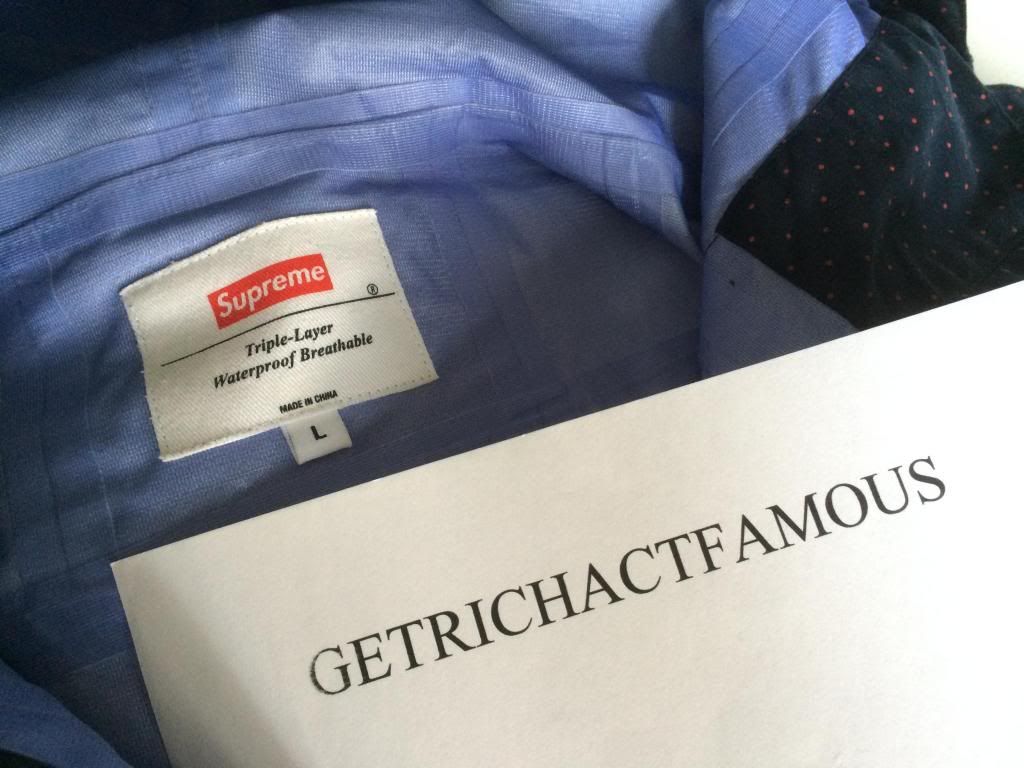 Supreme
®
Triple-Layer
Waterproof Breathable
MADE IN CHINA
L
GETRICHACTFAMOUS